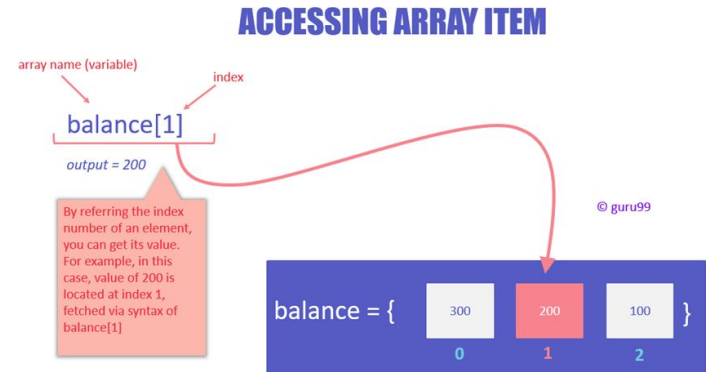 ACCESSING ARRAY ITEM
array name (variable)
index
balance[1]
output = 200
By referring the index
number of an element,
you can get its value.
For example, in this
case, value of 200 is
located at index 1,
fetched via syntax of
balance[1]
© guru99
balance = { 300 200 100 }
0 1 2